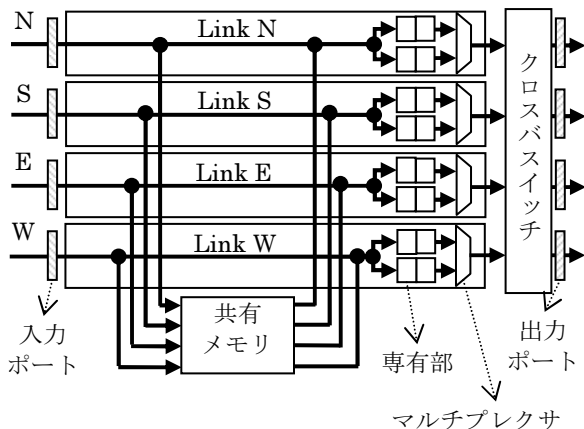 N
Link N
S
Link S
E
Link E
W
Link W
クロスバスイッチ
共有
メモリ
入力
ポート
専有部
出力
ポート
マルチプレクサ